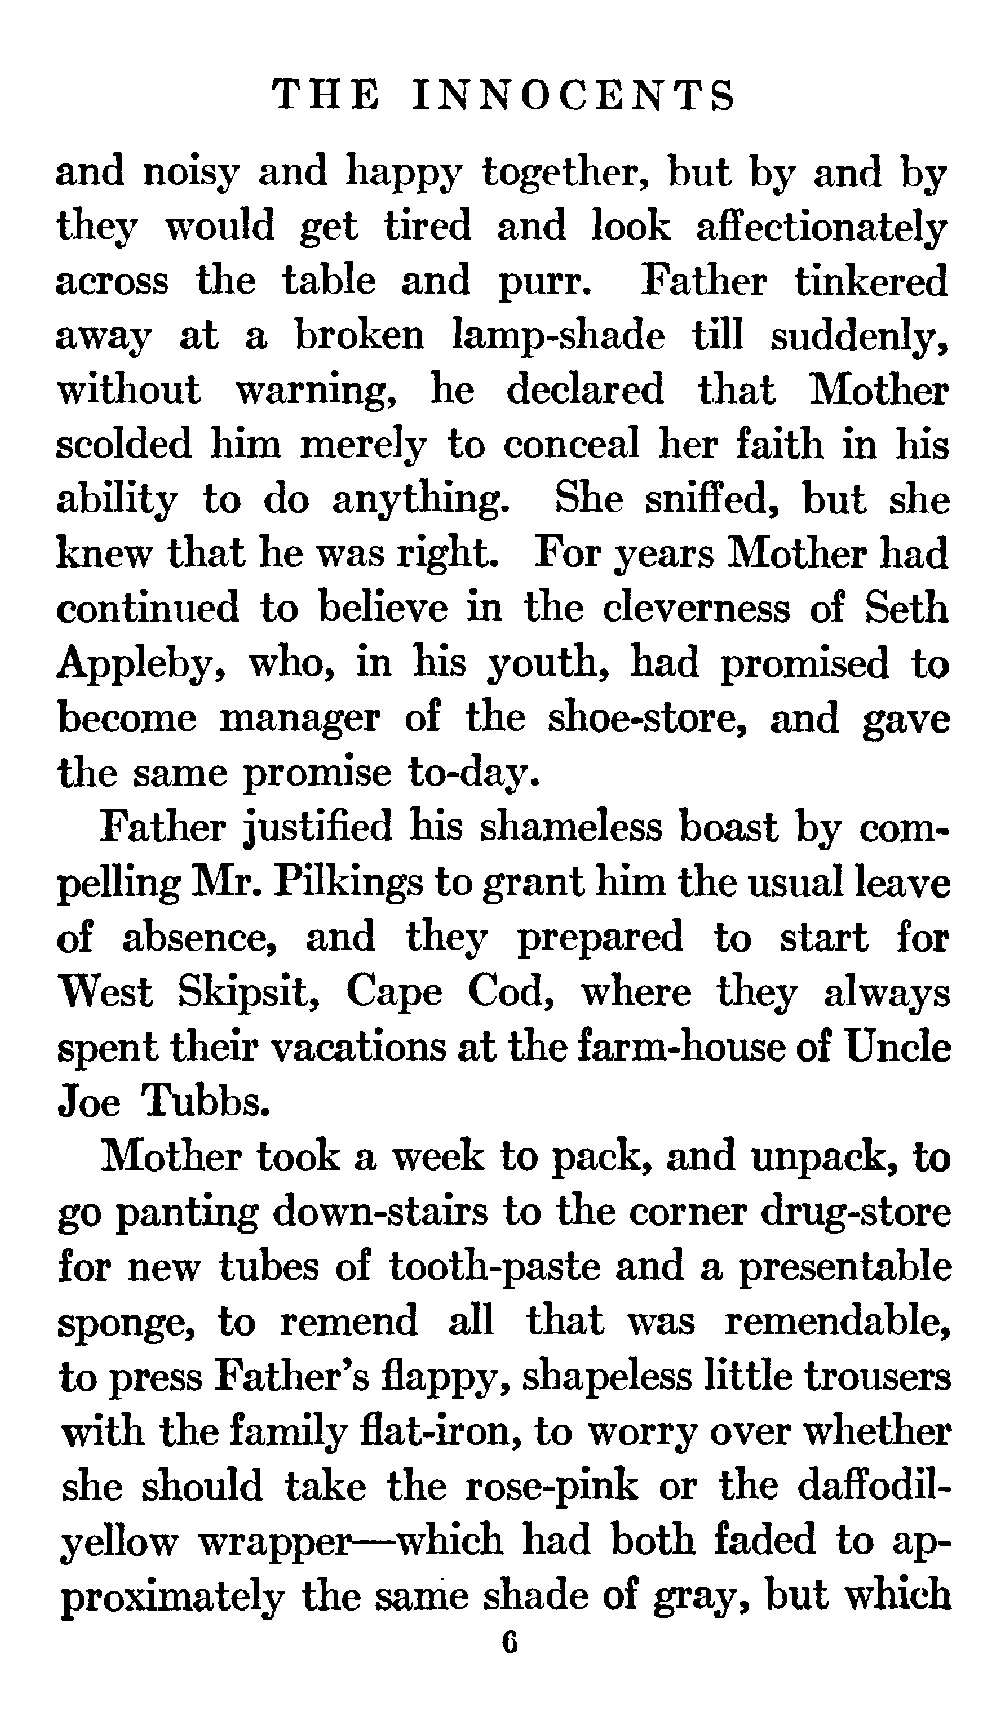 THE INNOCENTS
and noisy and happy together, but by and by
they would get tired and look affectionately
across the table and purr. Father tinkered
away at a broken lamp-shade till suddenly,
without warning, he declared that Mother
scolded him merely to conceal her faith in his
ability to do anything. She sniffed, but she
knew that he was right. For years Mother had
continued to believe in the cleverness of Seth
Appleby, who, in his youth, had promised to
become manager of the shoe-store, and gave
the same promise to-day.
Father justified his shameless boast by com-
pelling Mr. Pilkings to grant him the usual leave
of absence, and they prepared to start for
West Skipsit, Cape Cod, where they always
spent their vacations at the farm-house of Uncle
Joe Tubbs.
Mother took a week to pack, and unpack, to
go panting down-stairs to the corner drug-store
for new tubes of tooth-paste and a presentable
sponge, to remend all that was remendable,
to press Father's flappy, shapeless little trousers
with the family flat-iron, to worry over whether
she should take the rose-pink or the daffodil-
yellow wrapper—which had both faded to ap-
proximately the same shade of gray, but which
6